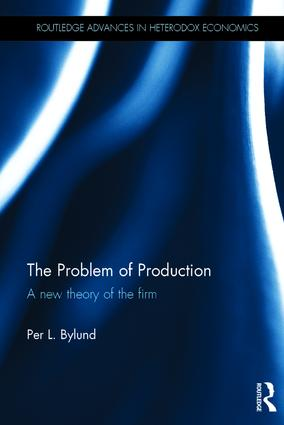 ROUTLEDGE ADVANCES IN HETERODOX ECONOMICS
The Problem of Production
A new theory of the firm
Per L. Bylund
ROUTLEDGE